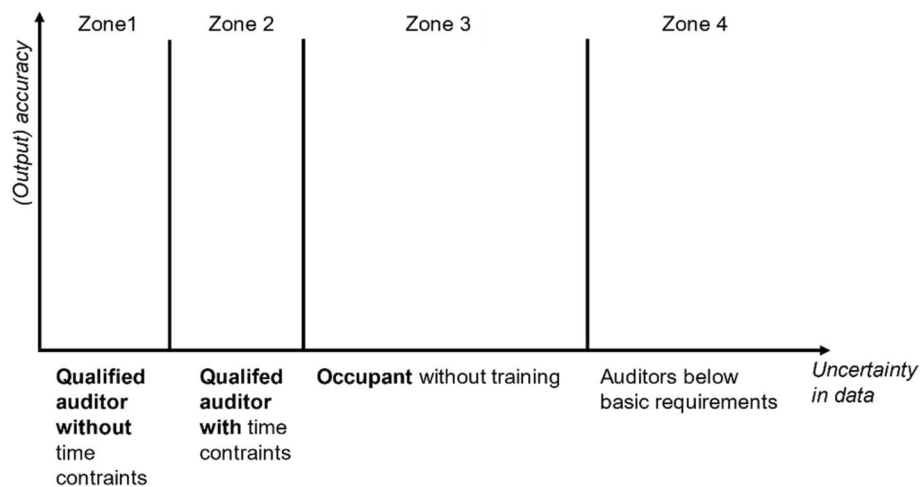 Zone1
Zone 2
Zone 3
Zone 4
(Output) accuracy
Qualified
auditor
without
time
contraints
Qualifed
auditor
with time
contraints
Occupant without training
Auditors below
basic requirements
Uncertainty
in data